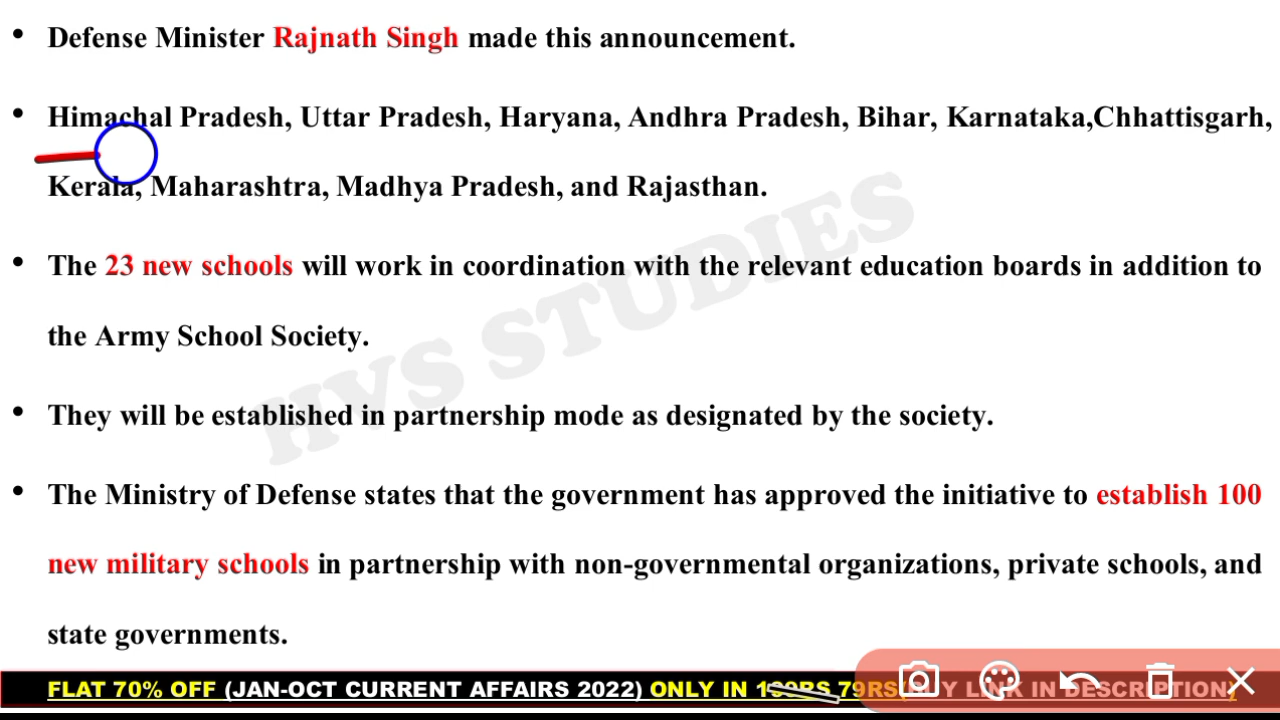 • Defense Minister Rajnath Singh made this announcement.
• Himachal Pradesh, Uttar Pradesh, Haryana, Andhra Pradesh, Bihar, Karnataka,Chhattisgarh,
Kerala, Maharashtra, Madhya Pradesh, and Rajasthan.
• The 23 new schools will work in coordination with the relevant education boards in addition to
the Army School Society.
• They will be established in partnership mode as designated by the society.
• The Ministry of Defense states that the government has approved the initiative to establish 100
new military schools in partnership with non-governmental organizations, private schools, and
state governments.
HVS STUDIES
FLAT 70% OFF (JAN-OCT CURRENT AFFAIRS 2022) ONLY IN 79RS LINK IN DESCRIPTION)